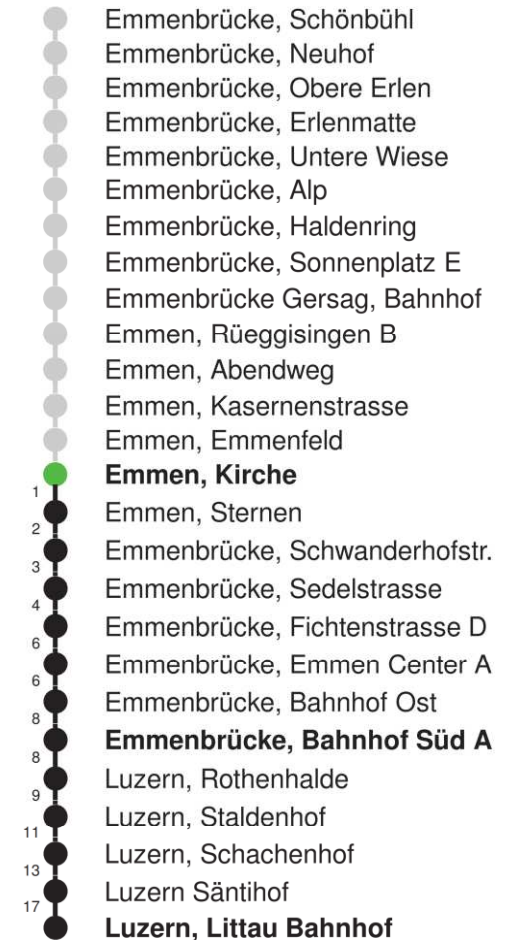 Emmenbrücke, Schönbühl
Emmenbrücke, Neuhof
Emmenbrücke, Obere Erlen
Emmenbrücke, Erlenmatte
Emmenbrücke, Untere Wiese
Emmenbrücke, Alp
Emmenbrücke, Haldenring
Emmenbrücke, Sonnenplatz E
Emmenbrücke Gersag, Bahnhof
Emmen, Rüeggisingen B
Emmen, Abendweg
Emmen, Kasernenstrasse
Emmen, Emmenfeld
Emmen, Kirche
1 Emmen, Sternen
2 Emmenbrücke, Schwanderhofstr.
3 Emmenbrücke, Sedelstrasse
4 Emmenbrücke, Fichtenstrasse D
6 Emmenbrücke, Emmen Center A
6 Emmenbrücke, Bahnhof Ost
8 Emmenbrücke, Bahnhof Süd A
8 Luzern, Rothenhalde
9 Luzern, Staldenhof
11 Luzern, Schachenhof
13 Luzern Säntihof
17 Luzern, Littau Bahnhof